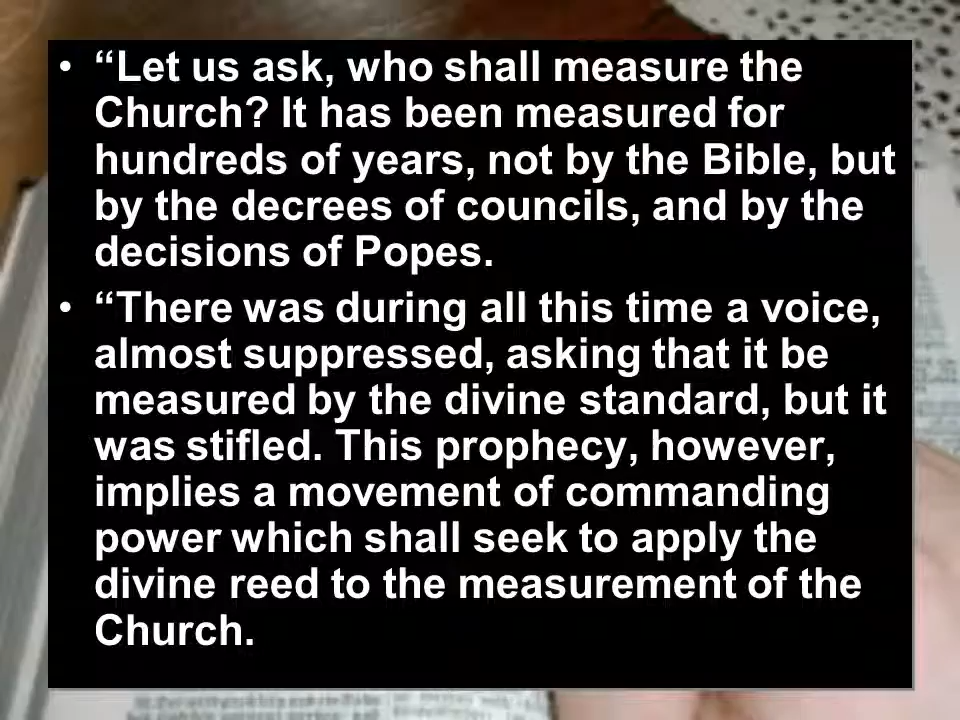 • “Let us ask, who shall measure the
Church? It has been measured for
hundreds of years, not by the Bible, but
by the decrees of councils, and by the
decisions of Popes.
• “There was during all this time a voice,
almost suppressed, asking that it be
measured by the divine standard, but it
was stifled. This prophecy, however,
implies a movement of commanding
power which shall seek to apply the
divine reed to the measurement of the
Church.